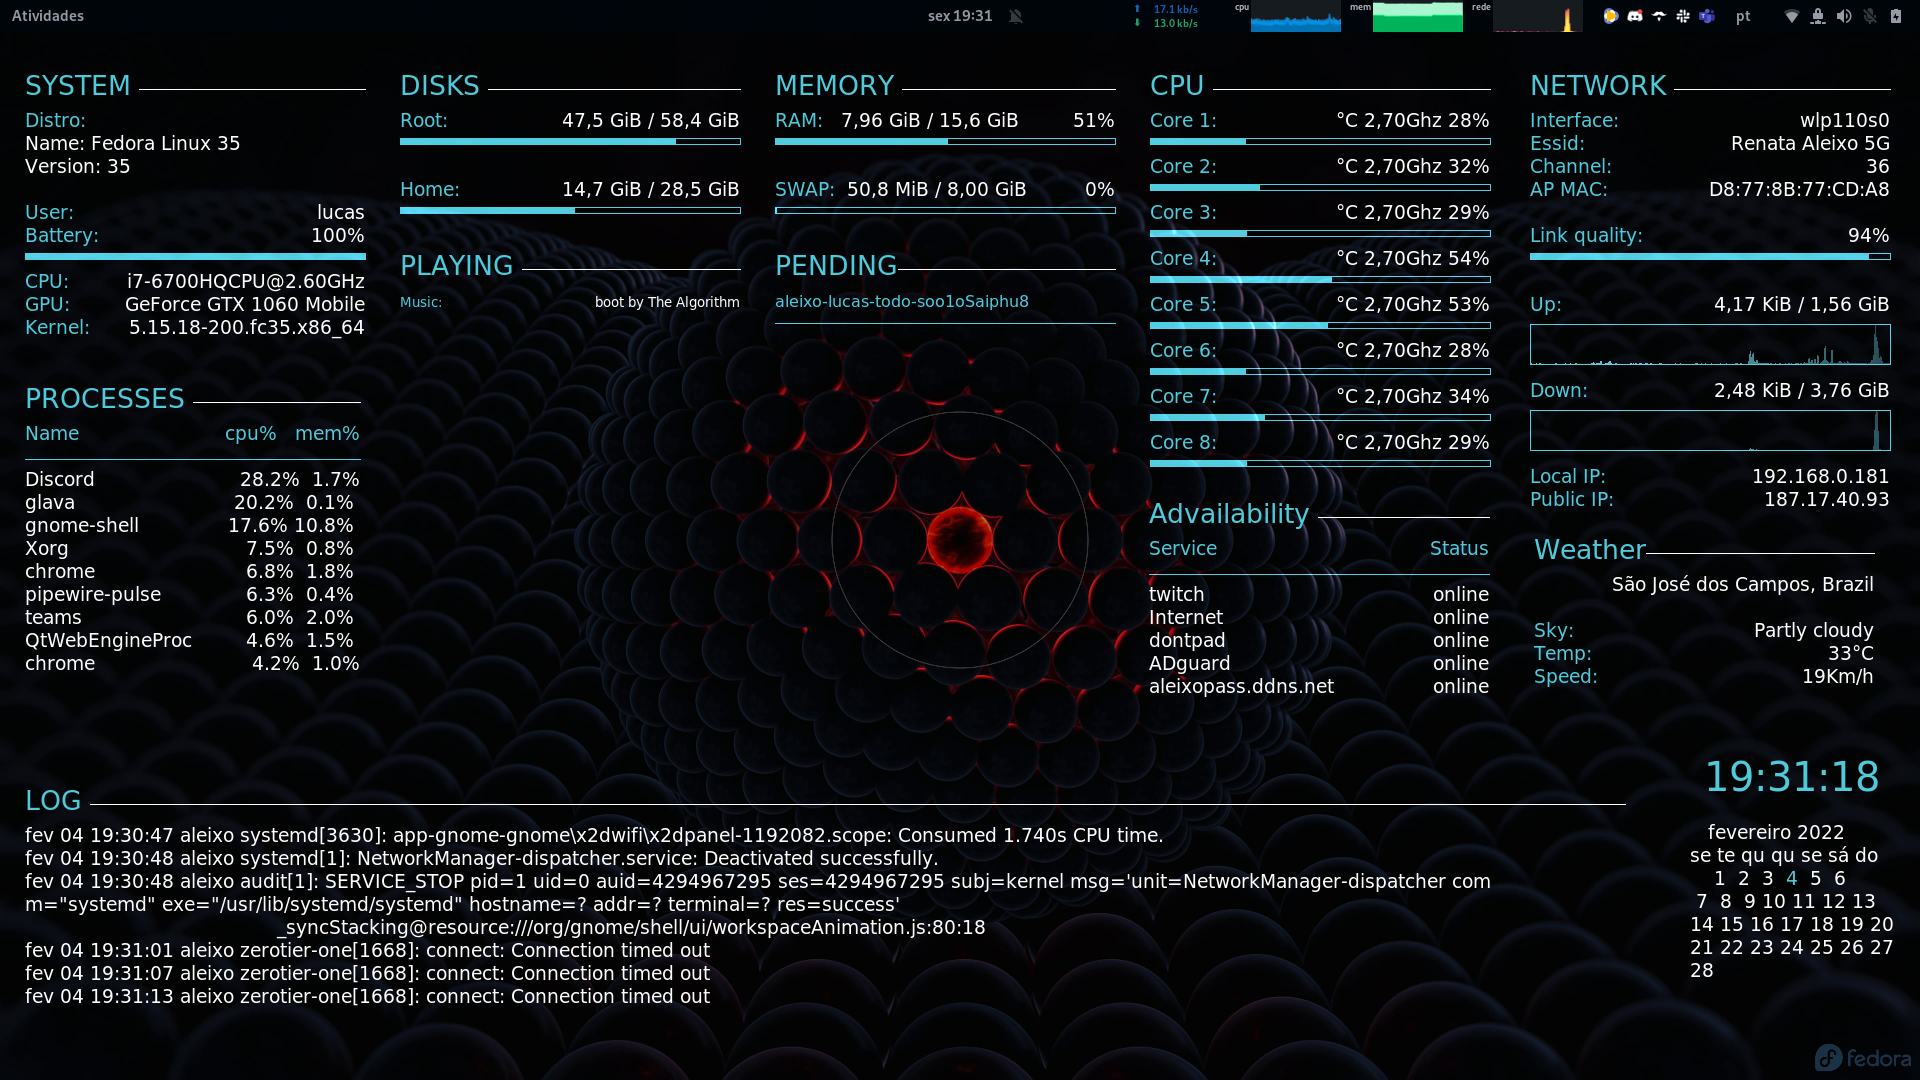 Atividades
sex 19:31
17.1 kb/s
13.0 kb/s
cpu
mem
rede
pt
SYSTEM
Distro:
Name: Fedora Linux 35
Version: 35
User: lucas
Battery: 100%
CPU: i7-6700HQCPU@2.60GHz
GPU: GeForce GTX 1060 Mobile
Kernel: 5.15.18-200.fc35.x86_64
PROCESSES
Name cpu% mem%
Discord 28.2% 1.7%
glava 20.2% 0.1%
gnome-shell 17.6% 10.8%
Xorg 7.5% 0.8%
chrome 6.8% 1.8%
pipewire-pulse 6.3% 0.4%
teams 6.0% 2.0%
QtWebEngineProc 4.6% 1.5%
chrome 4.2% 1.0%
DISKS
Root: 47,5 GiB / 58,4 GiB
Home: 14,7 GiB / 28,5 GiB
PLAYING
Music: boot by The Algorithm
MEMORY
RAM: 7,96 GiB / 15,6 GiB 51%
SWAP: 50,8 MiB / 8,00 GiB 0%
PENDING
aleixo-lucas-todo-soo1oSaiphu8
CPU
Core 1: °C 2,70Ghz 28%
Core 2: °C 2,70Ghz 32%
Core 3: °C 2,70Ghz 29%
Core 4: °C 2,70Ghz 54%
Core 5: °C 2,70Ghz 53%
Core 6: °C 2,70Ghz 28%
Core 7: °C 2,70Ghz 34%
Core 8: °C 2,70Ghz 29%
Advailability
Service Status
twitch online
Internet online
dontpad online
ADguard online
aleixopass.ddns.net online
NETWORK
Interface: wlp110s0
Essid: Renata Aleixo 5G
Channel: 36
AP MAC: D8:77:8B:77:CD:A8
Link quality: 94%
Up: 4,17 KiB / 1,56 GiB
Down: 2,48 KiB / 3,76 GiB
Local IP: 192.168.0.181
Public IP: 187.17.40.93
Weather
São José dos Campos, Brazil
Sky: Partly cloudy
Temp: 33°C
Speed: 19Km/h
LOG
fev 04 19:30:47 aleixo systemd[3630]: app-gnome-gnome\x2dwifi\x2dpanel-1192082.scope: Consumed 1.740s CPU time.
fev 04 19:30:48 aleixo systemd[1]: NetworkManager-dispatcher.service: Deactivated successfully.
fev 04 19:30:48 aleixo audit[1]: SERVICE_STOP pid=1 uid=0 auid=4294967295 ses=4294967295 subj=kernel msg='unit=NetworkManager-dispatcher com
m="systemd" exe="/usr/lib/systemd/systemd" hostname=? addr=? terminal=? res=success'
_syncStacking@resource:///org/gnome/shell/ui/workspaceAnimation.js:80:18
fev 04 19:31:01 aleixo zerotier-one[1668]: connect: Connection timed out
fev 04 19:31:07 aleixo zerotier-one[1668]: connect: Connection timed out
fev 04 19:31:13 aleixo zerotier-one[1668]: connect: Connection timed out
19:31:18
fevereiro 2022
se te qu qu se sá do
1 2 3 4 5 6
7 8 9 10 11 12 13
14 15 16 17 18 19 20
21 22 23 24 25 26 27
28
fedora